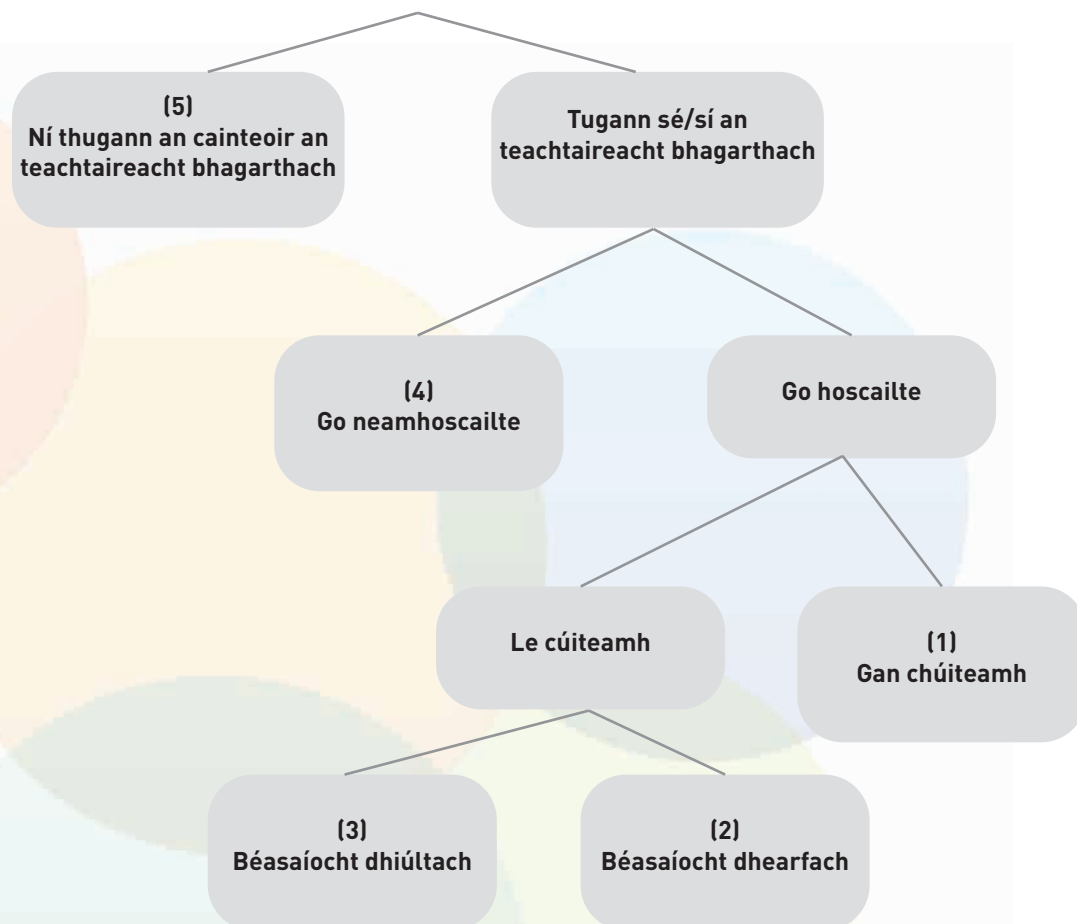 (5)
Ní thugann an cainteoir an
teachtaireacht bhagarthach
Tugann sé/sí an
teachtaireacht bhagarthach
(4)
Go neamhoscailte
Go hoscailte
Le cúiteamh
(1)
Gan chúiteamh
(3)
Béasaíocht dhiúltach
(2)
Béasaíocht dhearfach